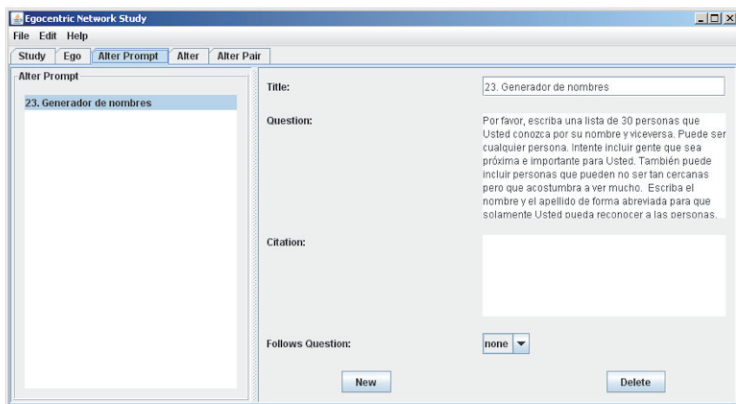 Egocentric Network Study
File Edit Help
Study Ego Alter Prompt Alter Alter Pair
Alter Prompt
23. Generador de nombres
Title:
23. Generador de nombres
Question:
Por favor, escriba una lista de 30 personas que
Usted conozca por su nombre y viceversa. Puede ser
cualquier persona. Intente incluir gente que sea
próxima e importante para Usted. También puede
incluir personas que pueden no ser tan cercanas
pero que acostumbra a ver mucho. Escriba el
nombre y el apellido de forma abreviada para que
solamente Usted pueda reconocer a las personas.
Citation:
Follows Question:
none
New
Delete